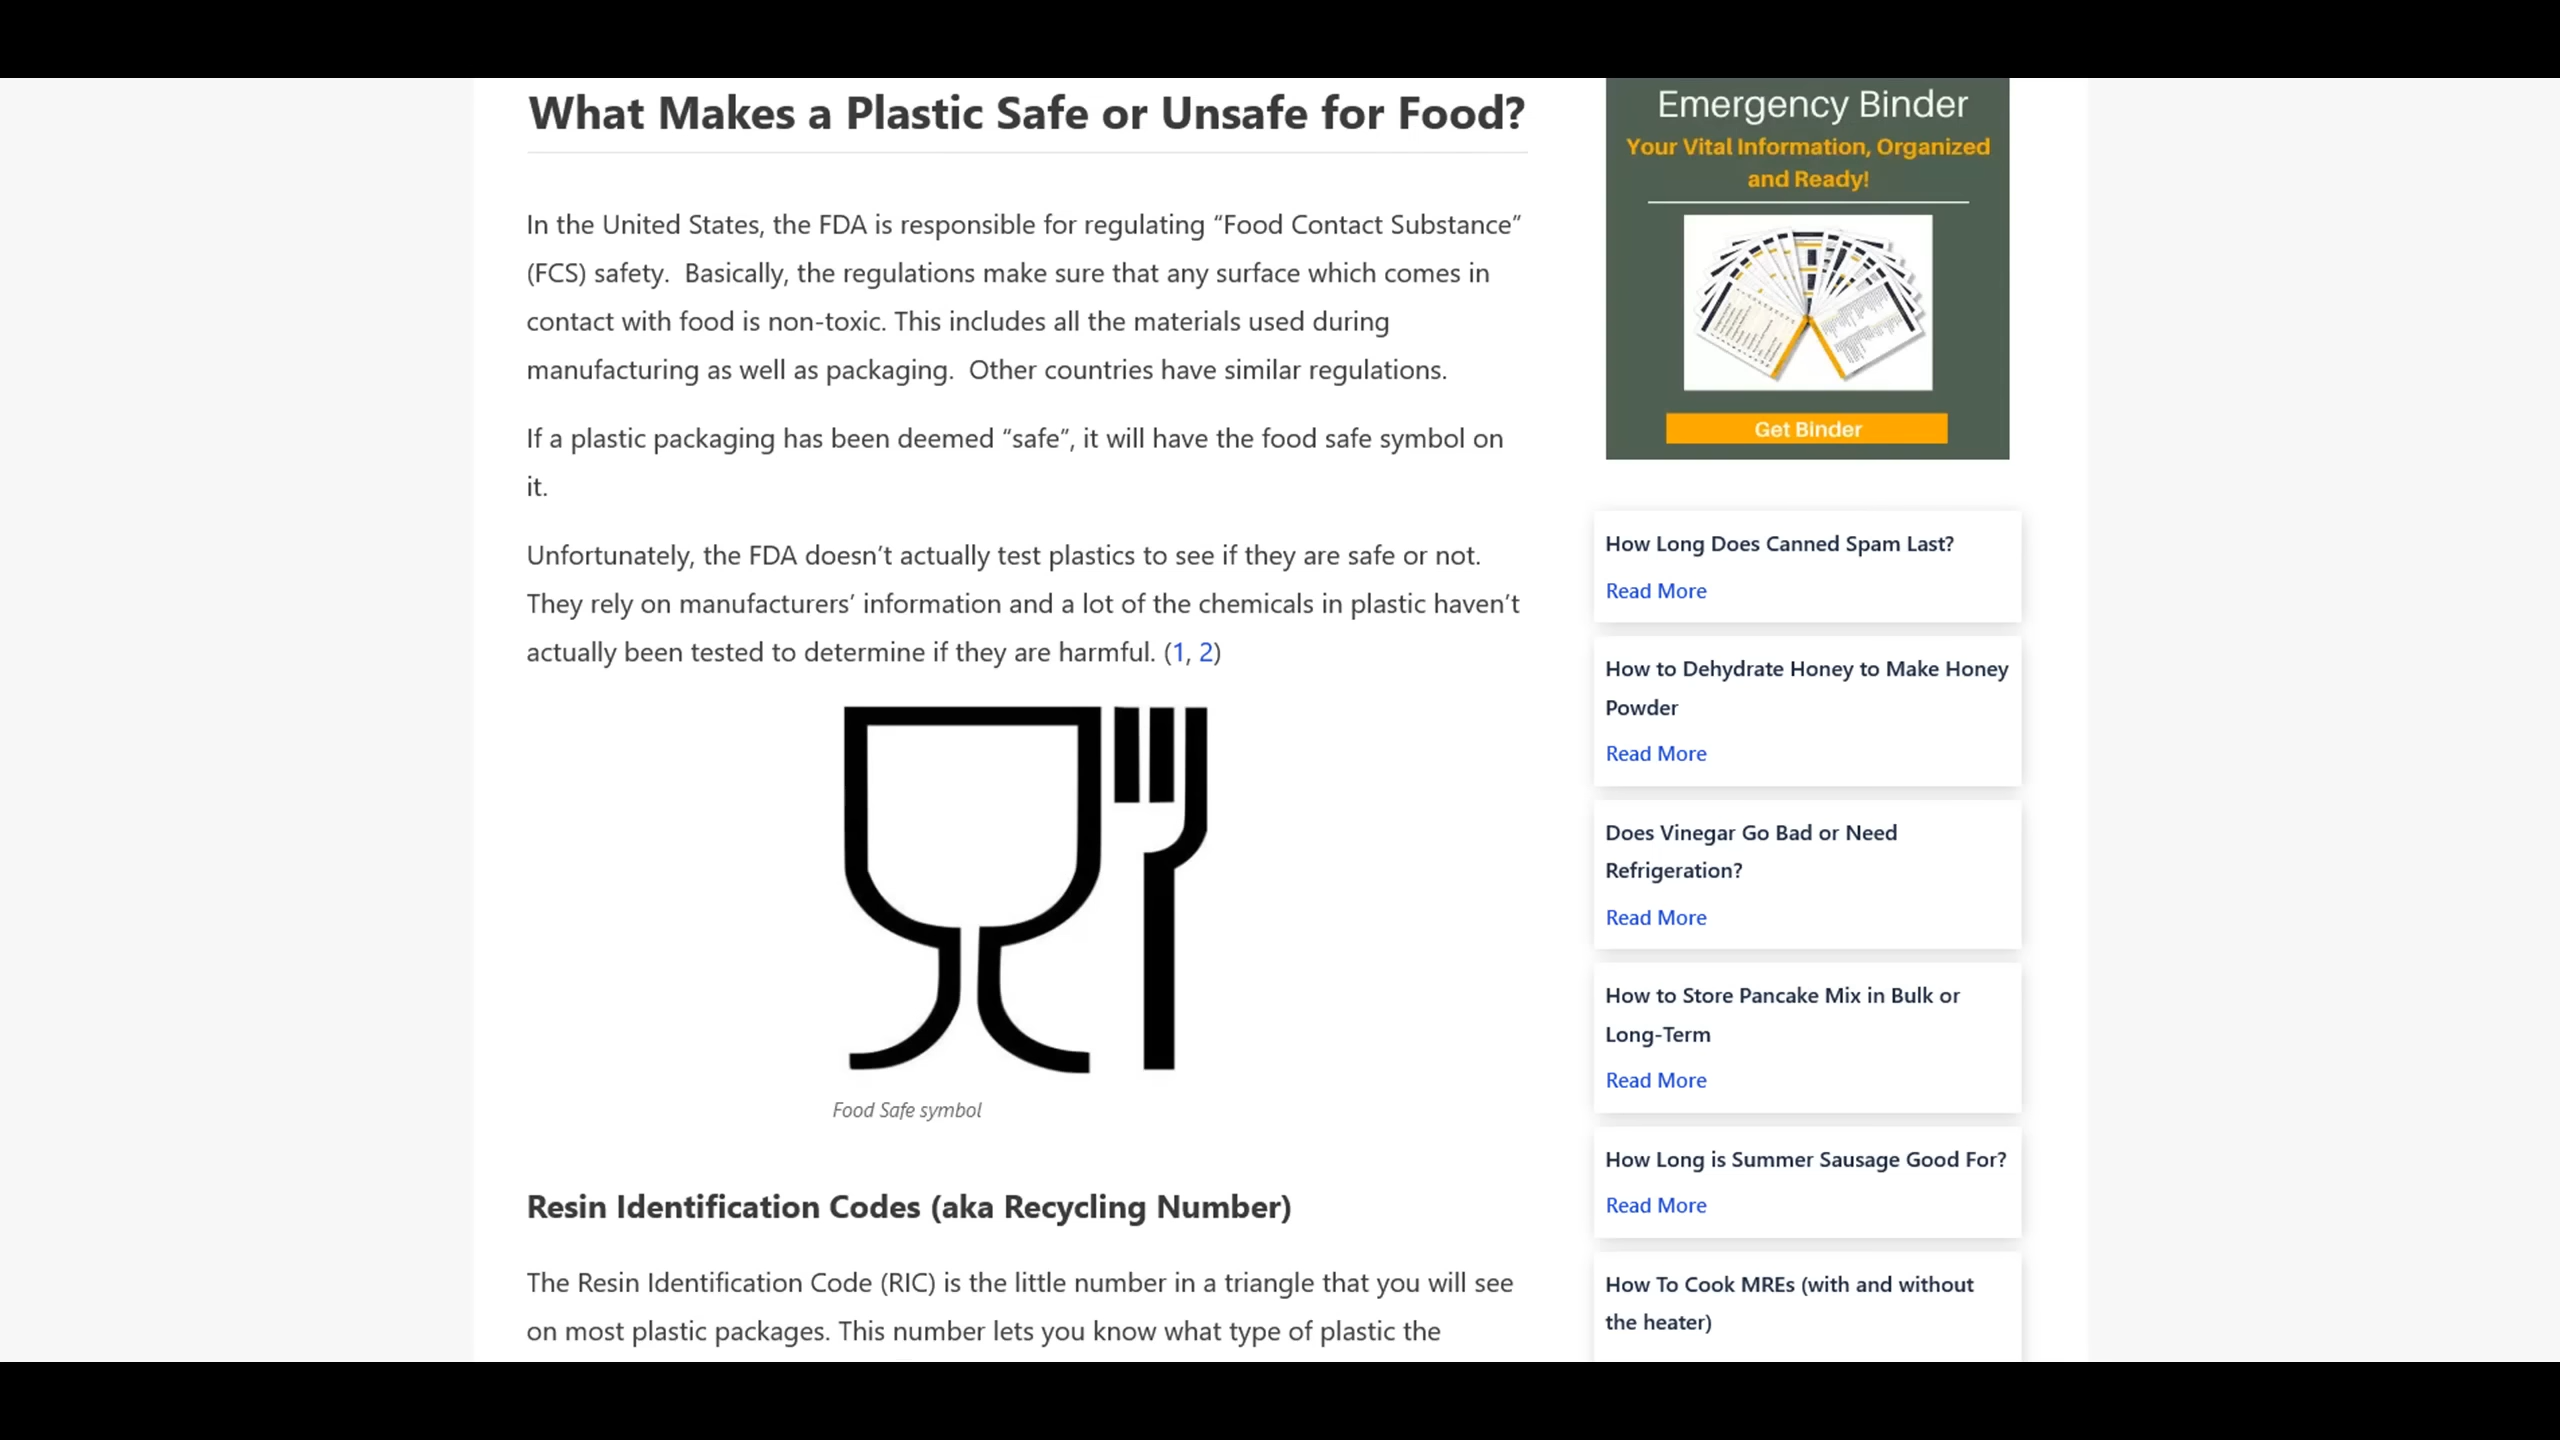 What Makes a Plastic Safe or Unsafe for Food?
In the United States, the FDA is responsible for regulating “Food Contact Substance”
(FCS) safety.  Basically, the regulations make sure that any surface which comes in
contact with food is non-toxic. This includes all the materials used during
manufacturing as well as packaging.  Other countries have similar regulations.
If a plastic packaging has been deemed “safe”, it will have the food safe symbol on
it.
Unfortunately, the FDA doesn’t actually test plastics to see if they are safe or not.
They rely on manufacturers’ information and a lot of the chemicals in plastic haven’t
actually been tested to determine if they are harmful. (1, 2)
Food Safe symbol
Resin Identification Codes (aka Recycling Number)
The Resin Identification Code (RIC) is the little number in a triangle that you will see
on most plastic packages. This number lets you know what type of plastic the
Emergency Binder
Your Vital Information, Organized
and Ready!
Get Binder
How Long Does Canned Spam Last?
Read More
How to Dehydrate Honey to Make Honey
Powder
Read More
Does Vinegar Go Bad or Need
Refrigeration?
Read More
How to Store Pancake Mix in Bulk or
Long-Term
Read More
How Long is Summer Sausage Good For?
Read More
How To Cook MREs (with and without
the heater)